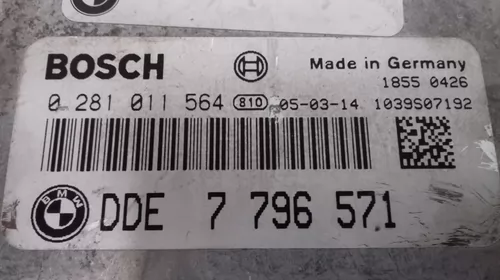 BOSCH
Made in Germany
1855 0426
0 281 011 564 810 05-03-14 1039S07192
BMW DDE 7 796 571